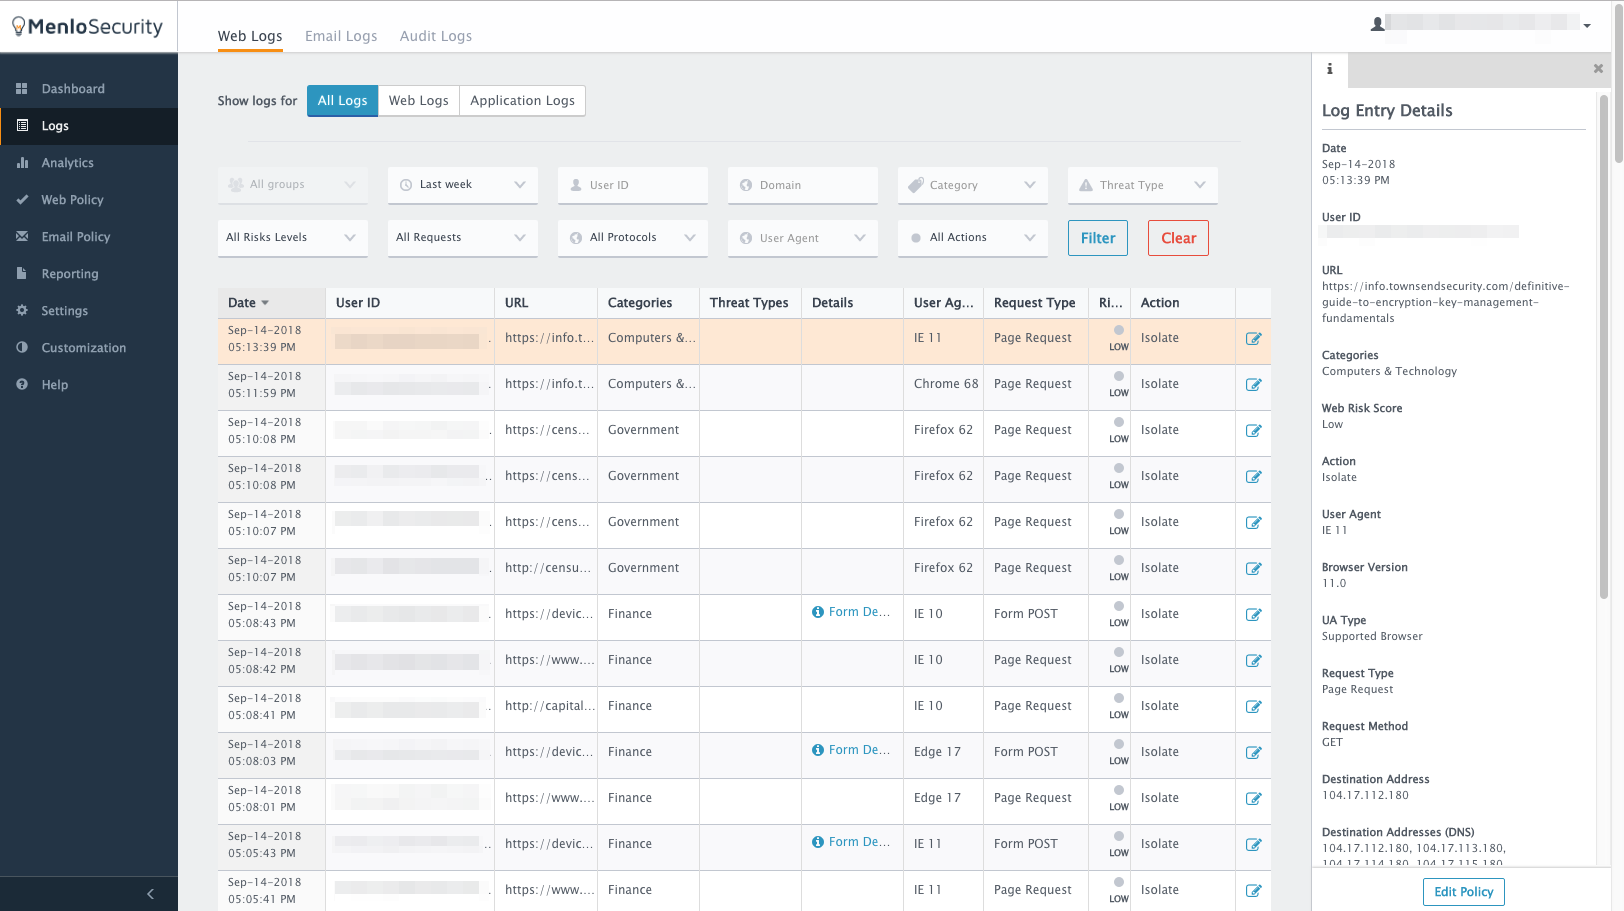 MenloSecurity
Web Logs Email Logs Audit Logs
Dashboard
Logs
Analytics
Web Policy
Email Policy
Reporting
Settings
Customization
Help
Show logs for All Logs Web Logs Application Logs
All groups Last week User ID Domain Category Threat Type
All Risks Levels All Requests All Protocols User Agent All Actions Filter Clear
Date User ID URL Categories Threat Types Details User Ag... Request Type Ri... Action
Sep-14-2018
05:13:39 PM . https://info.t... Computers &... IE 11 Page Request LOW Isolate
Sep-14-2018
05:11:59 PM . https://info.t... Computers &... Chrome 68 Page Request LOW Isolate
Sep-14-2018
05:10:08 PM . https://cens... Government Firefox 62 Page Request LOW Isolate
Sep-14-2018
05:10:08 PM .. https://cens... Government Firefox 62 Page Request LOW Isolate
Sep-14-2018
05:10:07 PM . https://cens... Government Firefox 62 Page Request LOW Isolate
Sep-14-2018
05:10:07 PM . http://censu... Government Firefox 62 Page Request LOW Isolate
Sep-14-2018
05:08:43 PM . https://devic... Finance Form De... IE 10 Form POST LOW Isolate
Sep-14-2018
05:08:42 PM . https://www.... Finance IE 10 Page Request LOW Isolate
Sep-14-2018
05:08:41 PM . http://capital... Finance IE 10 Page Request LOW Isolate
Sep-14-2018
05:08:03 PM . https://devic... Finance Form De... Edge 17 Form POST LOW Isolate
Sep-14-2018
05:08:01 PM https://www.... Finance Edge 17 Page Request LOW Isolate
Sep-14-2018
05:05:43 PM .. https://devic... Finance Form De... IE 11 Form POST LOW Isolate
Sep-14-2018
05:05:41 PM . https://www.... Finance IE 11 Page Request LOW Isolate
i
Log Entry Details
Date
Sep-14-2018
05:13:39 PM
User ID
URL
https://info.townsendsecurity.com/definitive-
guide-to-encryption-key-management-
fundamentals
Categories
Computers & Technology
Web Risk Score
Low
Action
Isolate
User Agent
IE 11
Browser Version
11.0
UA Type
Supported Browser
Request Type
Page Request
Request Method
GET
Destination Address
104.17.112.180
Destination Addresses (DNS)
104.17.112.180, 104.17.113.180,
104.17.114.180, 104.17.115.180
Edit Policy